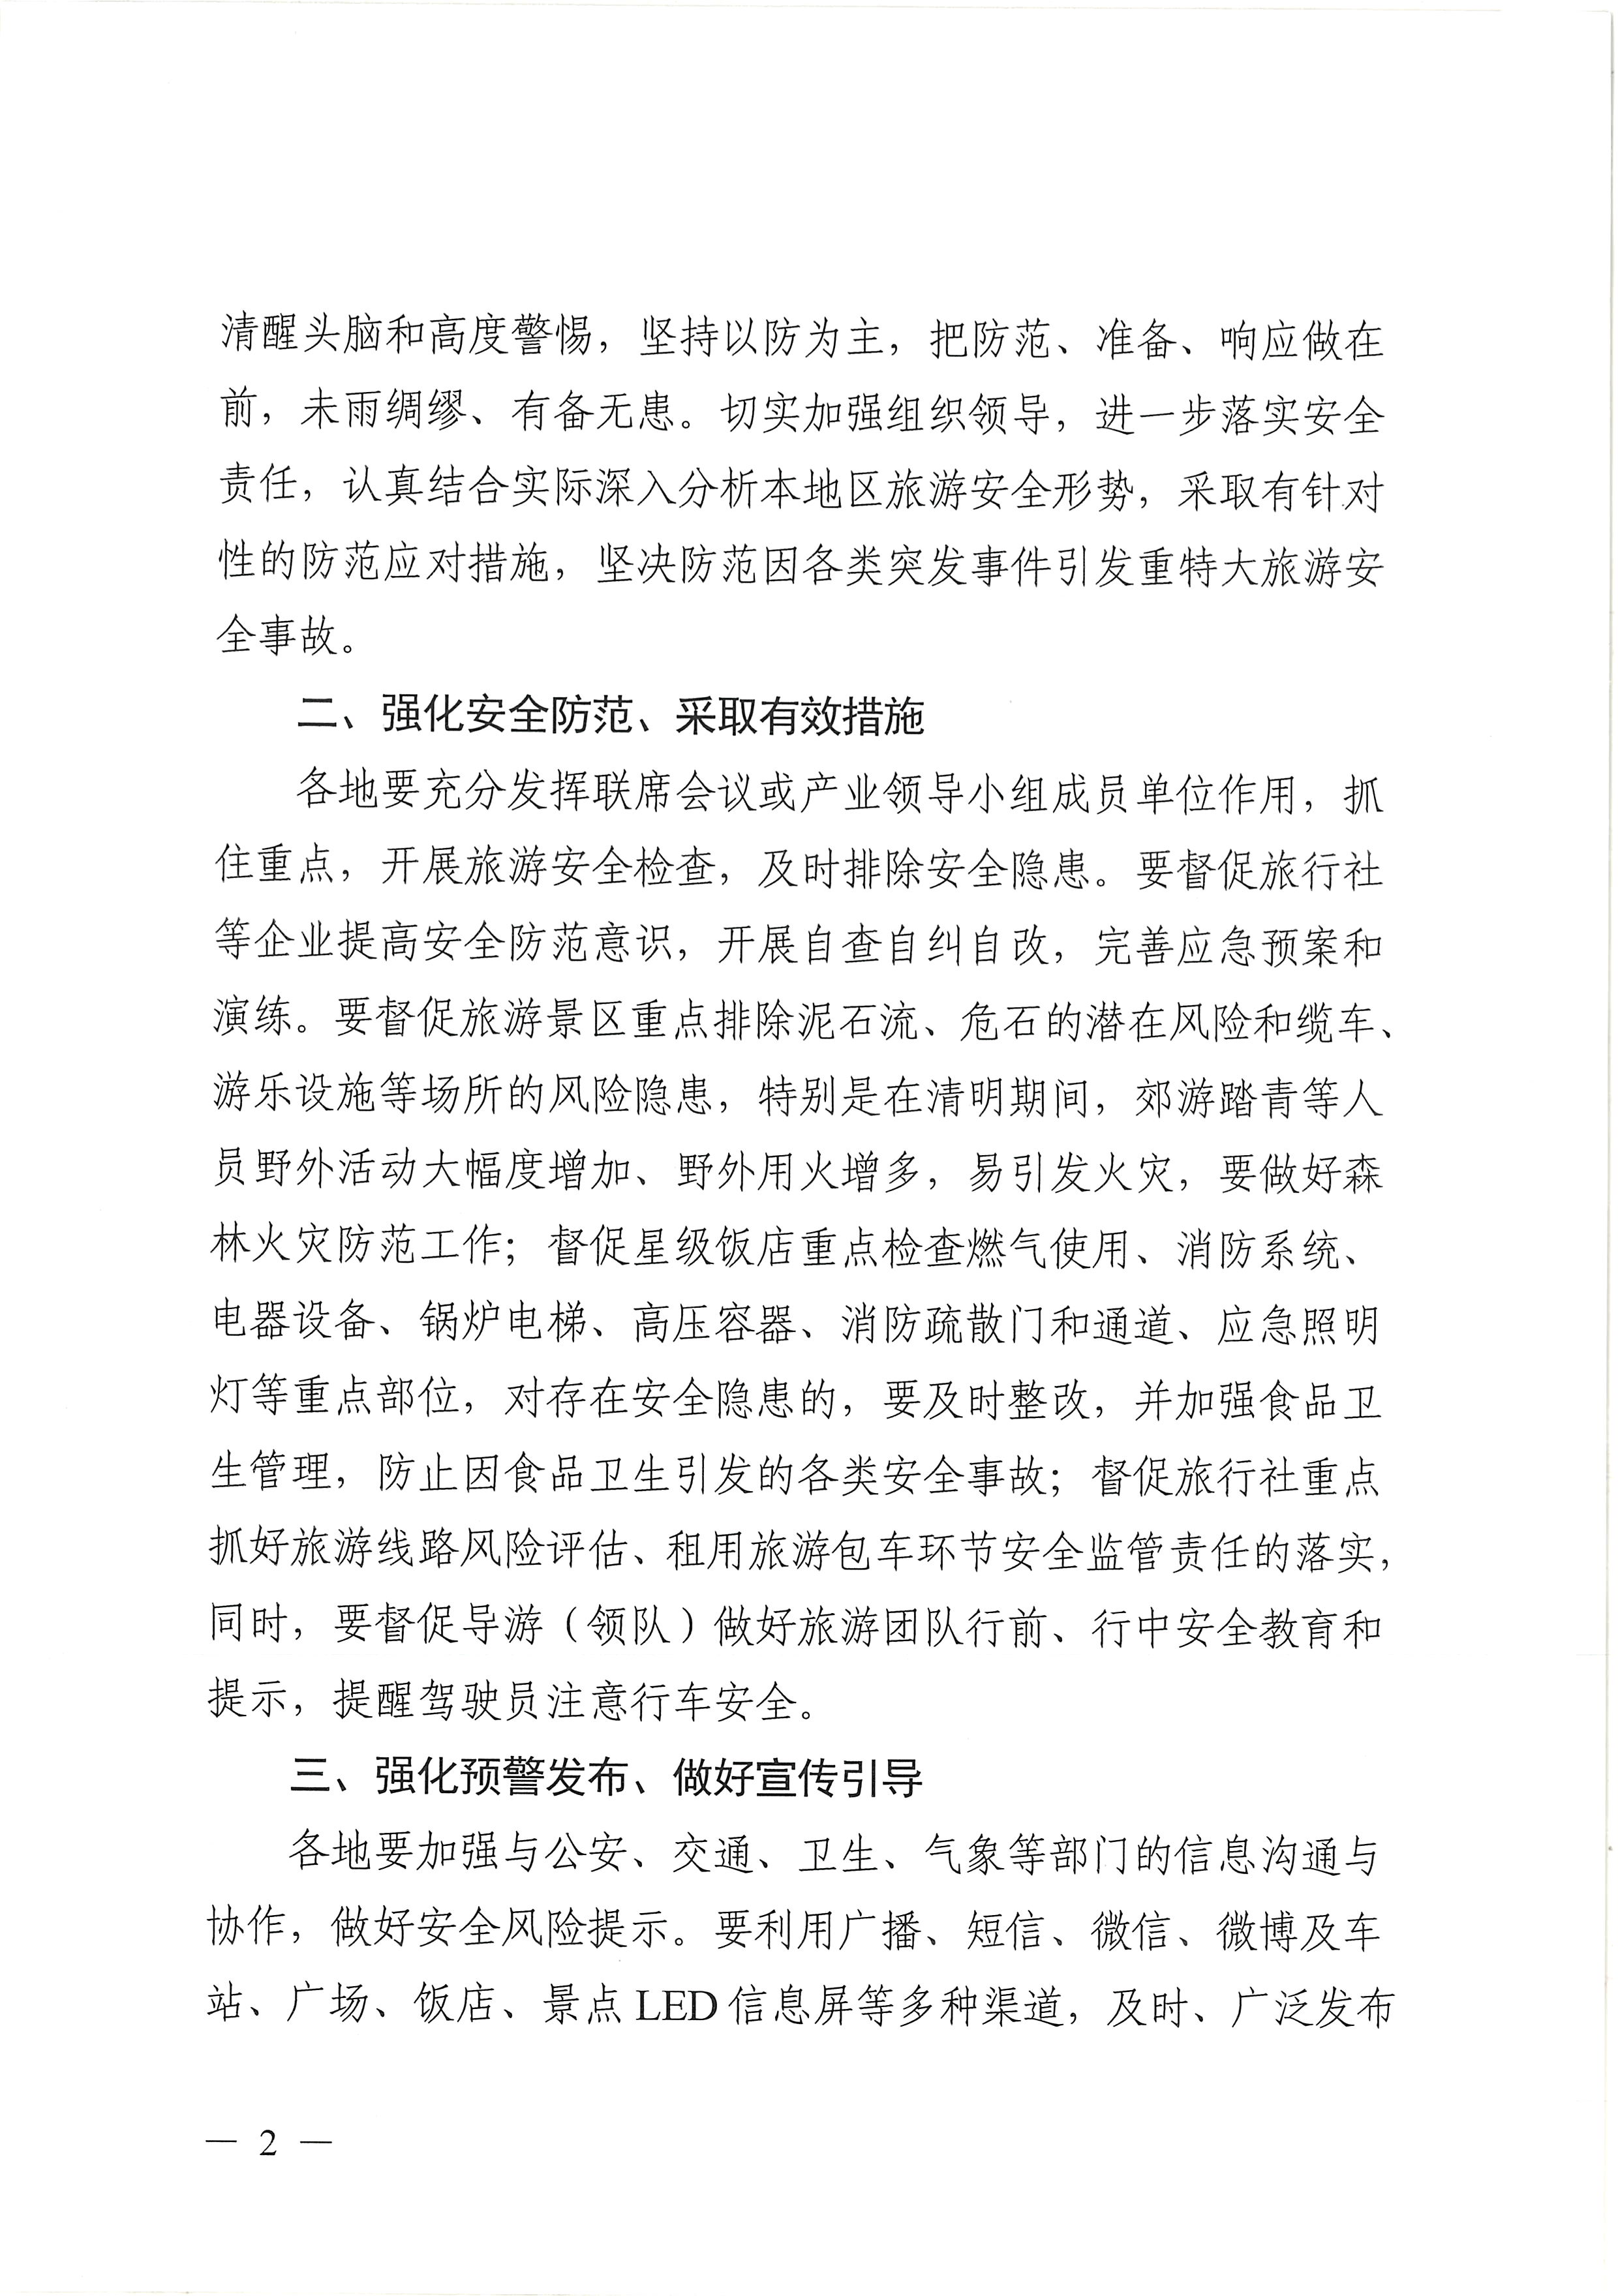 清醒头脑和高度警惕，坚持以防为主，把防范、准备、响应做在
前，未雨绸缪、有备无患。切实加强组织领导，进一步落实安全
责任，认真结合实际深入分析本地区旅游安全形势，采取有针对
性的防范应对措施，坚决防范因各类突发事件引发重特大旅游安
全事故。
二、强化安全防范、采取有效措施
各地要充分发挥联席会议或产业领导小组成员单位作用，抓
住重点，开展旅游安全检查，及时排除安全隐患。要督促旅行社
等企业提高安全防范意识，开展自查自纠自改，完善应急预案和
演练。要督促旅游景区重点排除泥石流、危石的潜在风险和缆车、
游乐设施等场所的风险隐患，特别是在清明期间，郊游踏青等人
员野外活动大幅度增加、野外用火增多，易引发火灾，要做好森
林火灾防范工作；督促星级饭店重点检查燃气使用、消防系统、
电器设备、锅炉电梯、高压容器、消防疏散门和通道、应急照明
灯等重点部位，对存在安全隐患的，要及时整改，并加强食品卫
生管理，防止因食品卫生引发的各类安全事故；督促旅行社重点
抓好旅游线路风险评估、租用旅游包车环节安全监管责任的落实，
同时，要督促导游（领队）做好旅游团队行前、行中安全教育和
提示，提醒驾驶员注意行车安全。
三、强化预警发布、做好宣传引导
各地要加强与公安、交通、卫生、气象等部门的信息沟通与
协作，做好安全风险提示。要利用广播、短信、微信、微博及车
站、广场、饭店、景点 LED 信息屏等多种渠道，及时、广泛发布
— 2 —